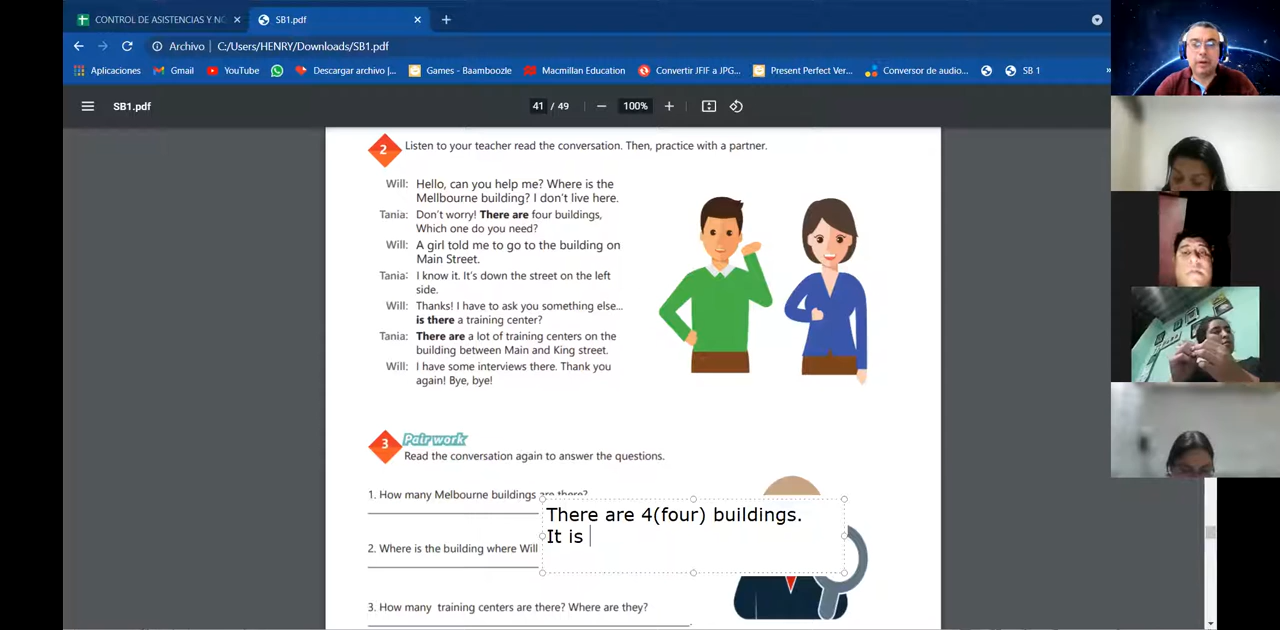 CONTROL DE ASISTENCIAS Y NO
SB1.pdf
Archivo C:/Users/HENRY/Downloads/SB1.pdf
Aplicaciones Gmail YouTube Descargar archivo |... Games - Baamboozle Macmillan Education Convertir JFIF a JPG... Present Perfect Ver... Conversor de audio... SB 1 »
SB1.pdf 41 / 49 100%
2 Listen to your teacher read the conversation. Then, practice with a partner.
Will: Hello, can you help me? Where is the
Mellbourne building? I don't live here.
Tania: Don't worry! There are four buildings,
Which one do you need?
Will: A girl told me to go to the building on
Main Street.
Tania: I know it. It's down the street on the left
side.
Will: Thanks! I have to ask you something else...
is there a training center?
Tania: There are a lot of training centers on the
building between Main and King street.
Will: I have some interviews there. Thank you
again! Bye, bye!
3 Pair work
Read the conversation again to answer the questions.
1. How many Melbourne buildings are there?
There are 4(four) buildings.
It is
2. Where is the building where Will
3. How many training centers are there? Where are they?